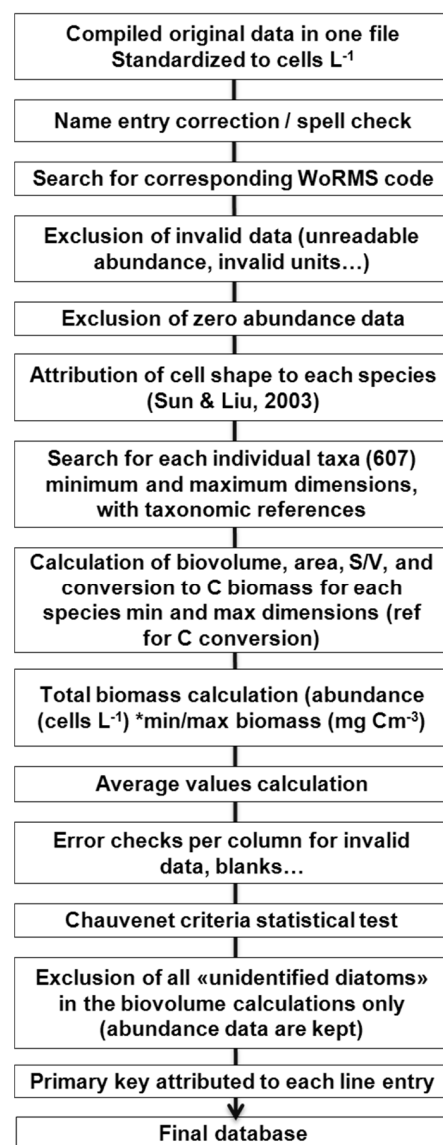 Compiled original data in one file
Standardized to cells L⁻¹
Name entry correction / spell check
Search for corresponding WoRMS code
Exclusion of invalid data (unreadable
abundance, invalid units…)
Exclusion of zero abundance data
Attribution of cell shape to each species
(Sun & Liu, 2003)
Search for each individual taxa (607)
minimum and maximum dimensions,
with taxonomic references
Calculation of biovolume, area, S/V, and
conversion to C biomass for each
species min and max dimensions (ref
for C conversion)
Total biomass calculation (abundance
(cells L⁻¹) *min/max biomass (mg Cm⁻³)
Average values calculation
Error checks per column for invalid
data, blanks…
Chauvenet criteria statistical test
Exclusion of all «unidentified diatoms»
in the biovolume calculations only
(abundance data are kept)
Primary key attributed to each line entry
Final database